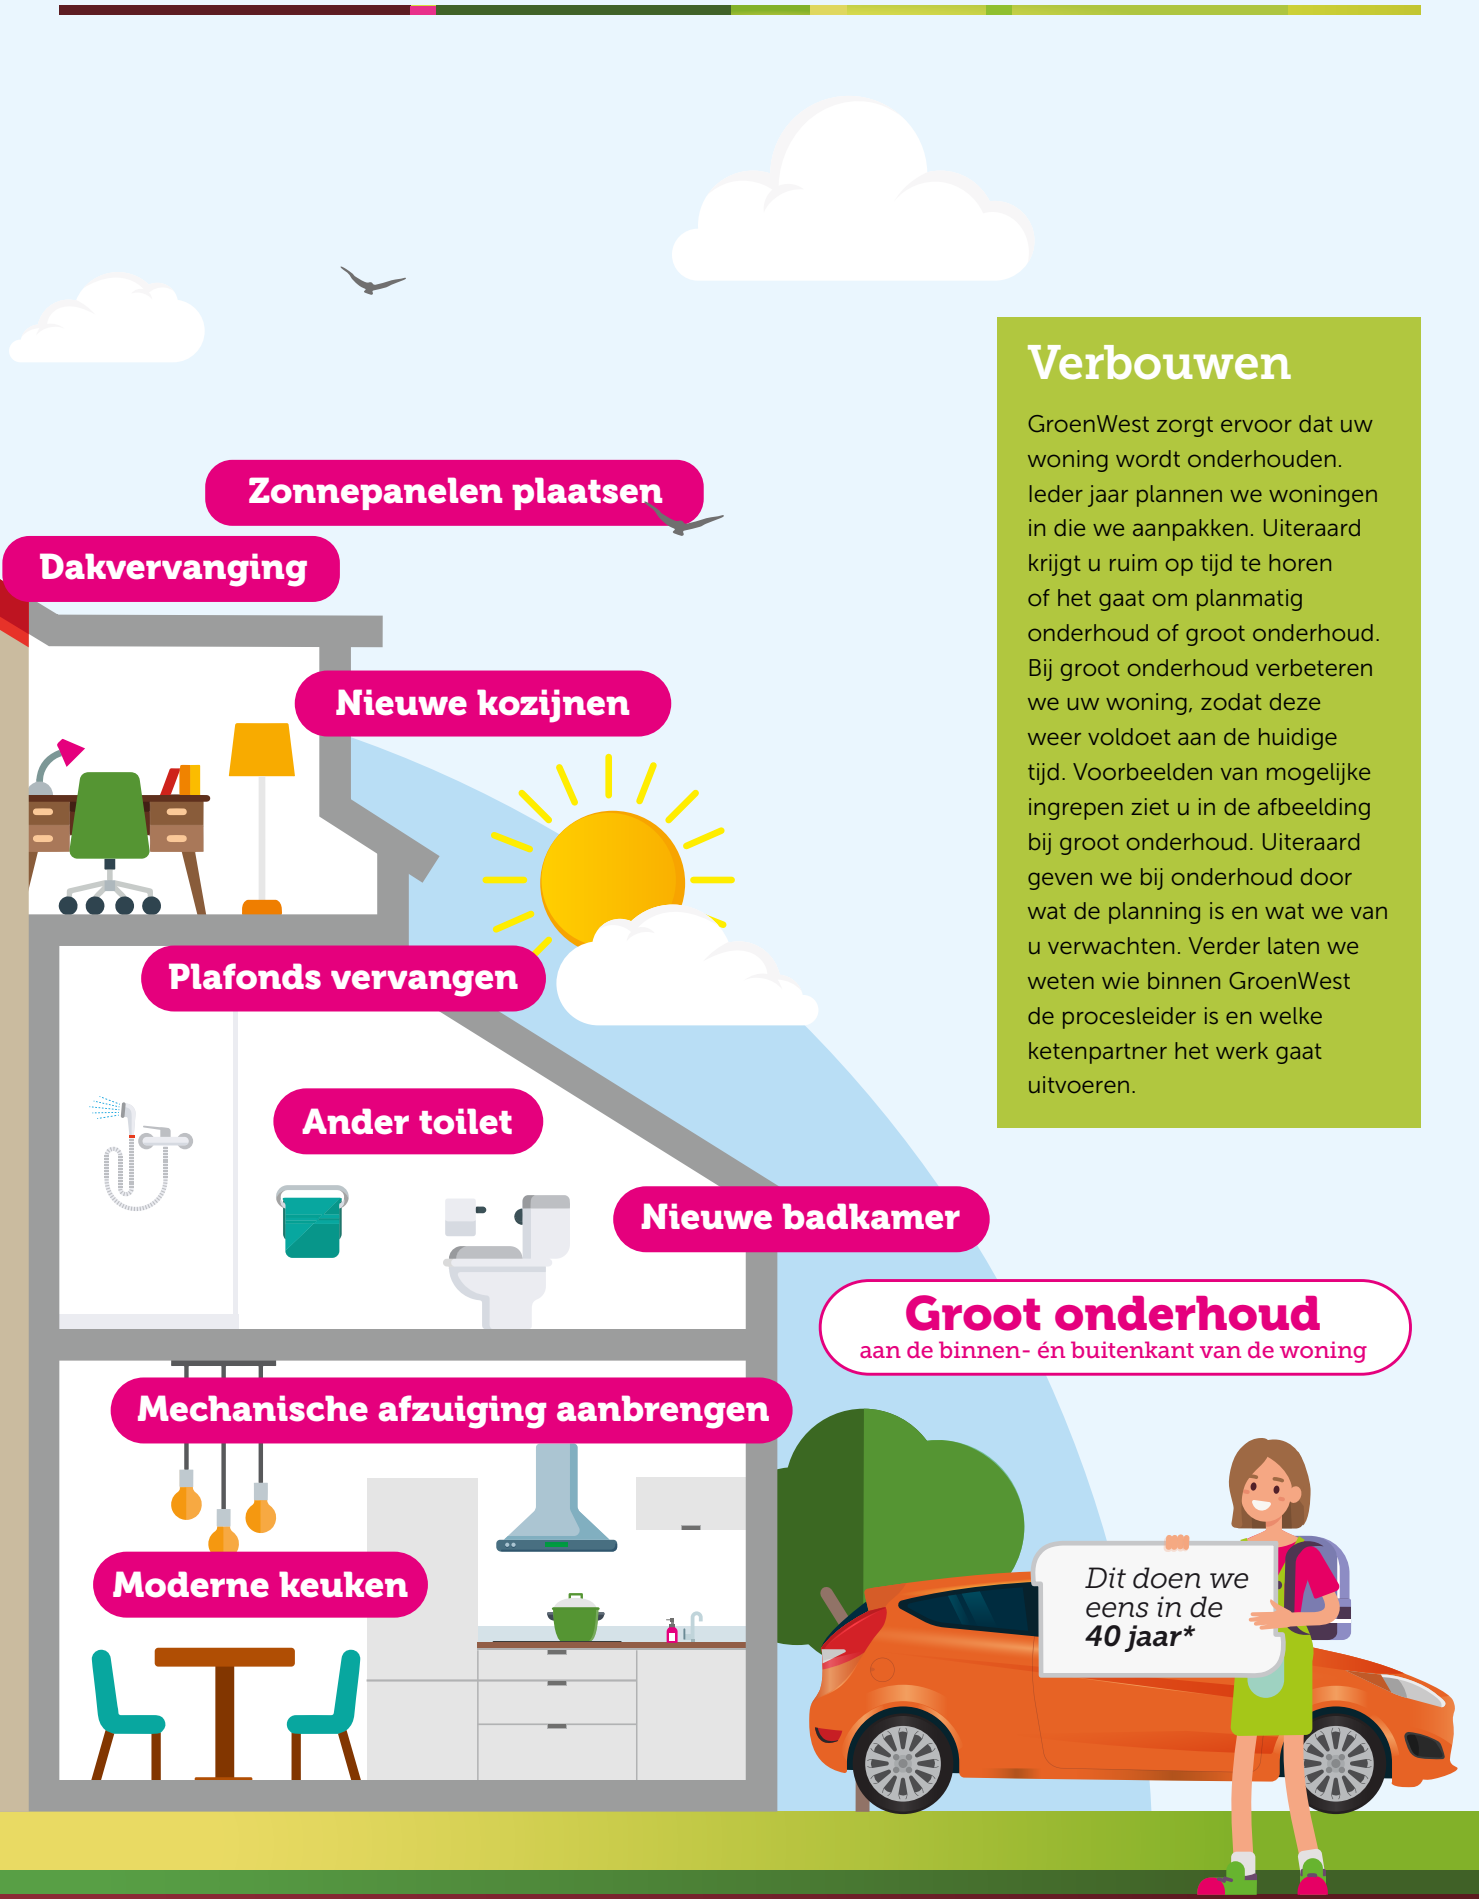 Zonnepanelen plaatsen
Dakvervanging
Nieuwe kozijnen
Plafonds vervangen
Ander toilet
Nieuwe badkamer
Mechanische afzuiging aanbrengen
Moderne keuken
Verbouwen
GroenWest zorgt ervoor dat uw
woning wordt onderhouden.
Ieder jaar plannen we woningen
in die we aanpakken. Uiteraard
krijgt u ruim op tijd te horen
of het gaat om planmatig
onderhoud of groot onderhoud.
Bij groot onderhoud verbeteren
we uw woning, zodat deze
weer voldoet aan de huidige
tijd. Voorbeelden van mogelijke
ingrepen ziet u in de afbeelding
bij groot onderhoud. Uiteraard
geven we bij onderhoud door
wat de planning is en wat we van
u verwachten. Verder laten we
weten wie binnen GroenWest
de procesleider is en welke
ketenpartner het werk gaat
uitvoeren.
Groot onderhoud
aan de binnen- én buitenkant van de woning
Dit doen we
eens in de
40 jaar*